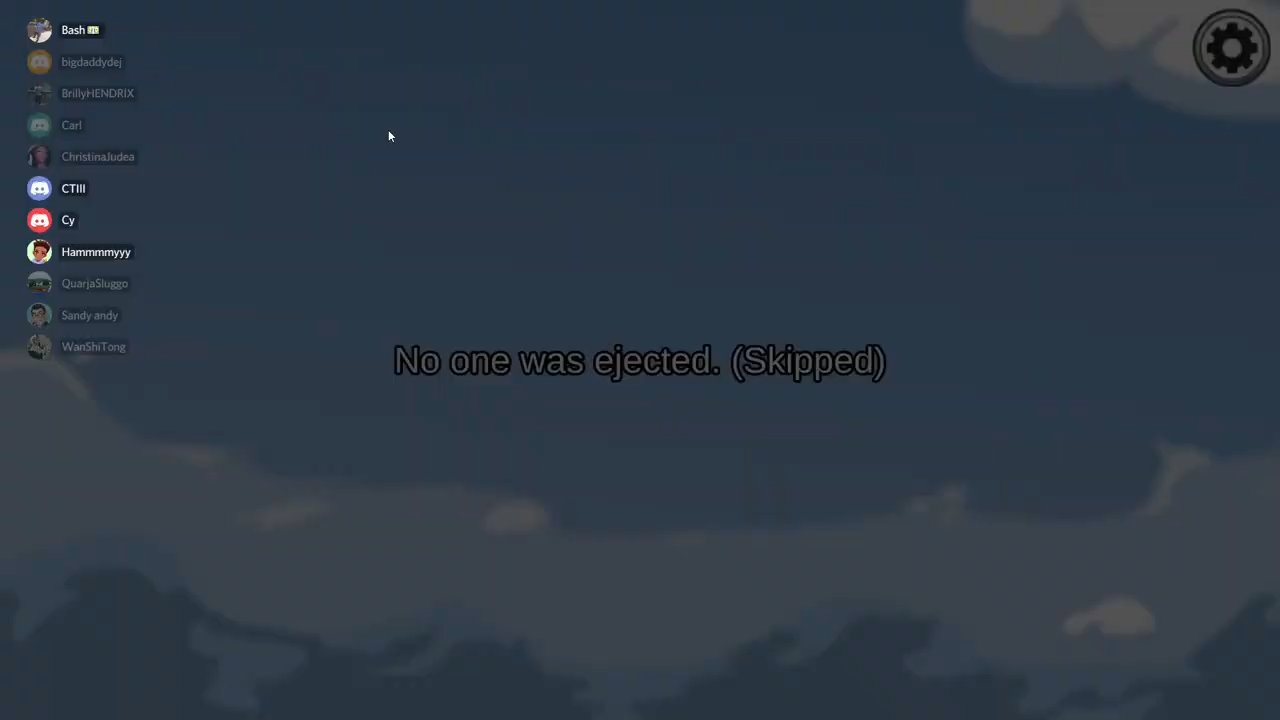 Bash
bigdaddydej
BrillyHENDRIX
Carl
ChristinaJudea
CTIII
Cy
Hammmmyyy
QuarjaSluggo
Sandy andy
WanShiTong
No one was ejected. (Skipped)